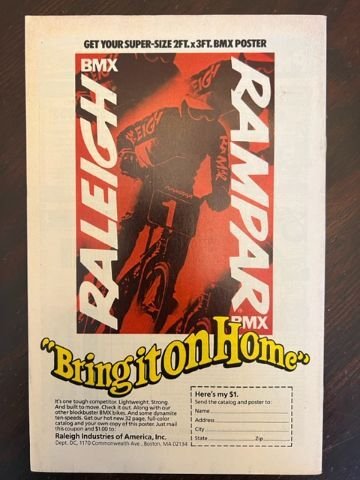 GET YOUR SUPER-SIZE 2FT. x 3FT. BMX POSTER
RALEIGH BMX
RAMPAR BMX
RALEIGH
RAMPAR
1
"Bring it on Home"
It's one tough competitor. Lightweight. Strong.
And built to move. Check it out. Along with our
other blockbuster BMX bikes. And some dynamite
ten-speeds. Get our hot new 32 page, full-color
catalog and your own copy of this poster. Just mail
this coupon and $1.00 to:
Raleigh Industries of America, Inc.
Dept. DC, 1170 Commonwealth Ave., Boston, MA 02134
Here's my $1.
Send the catalog and poster to:
Name
Address
City
State Zip